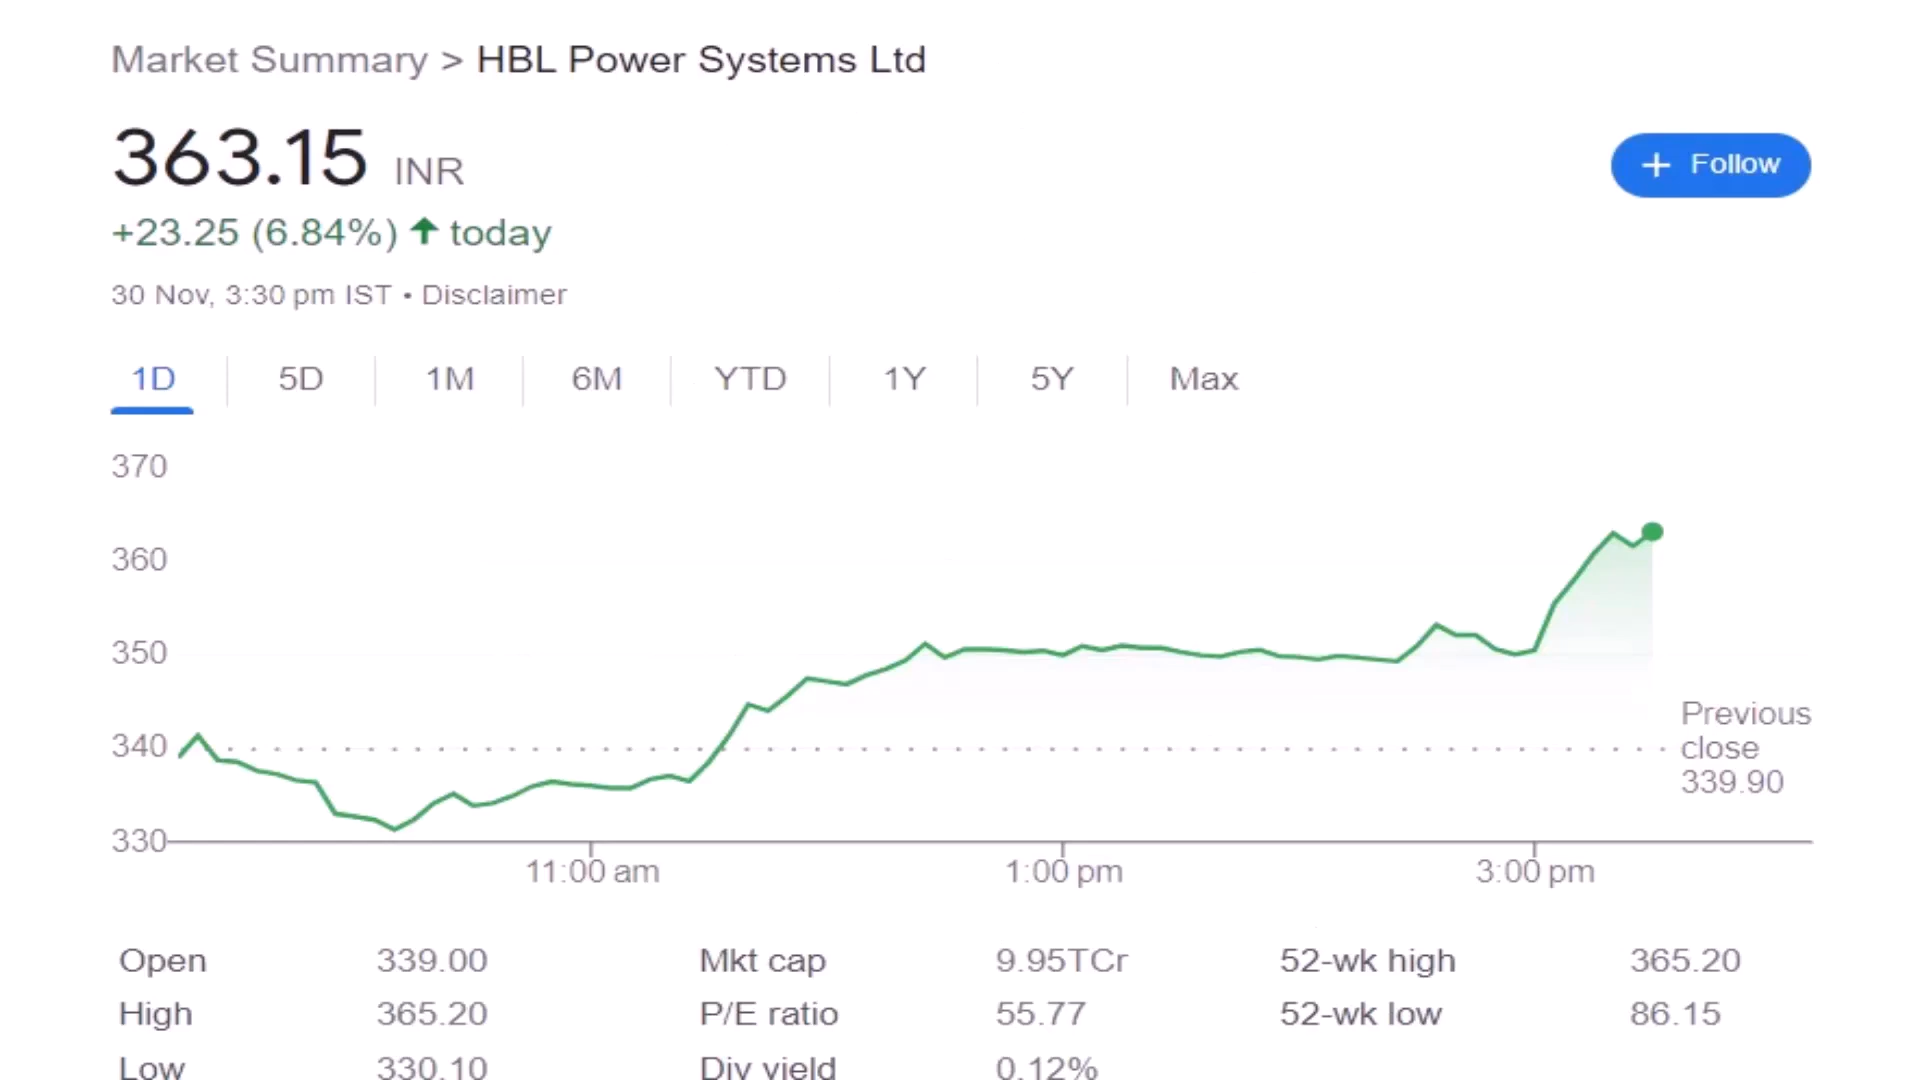 Market Summary > HBL Power Systems Ltd
363.15 INR
+ Follow
+23.25 (6.84%) ↑ today
30 Nov, 3:30 pm IST • Disclaimer
1D 5D 1M 6M YTD 1Y 5Y Max
370
360
350
340
330
Previous
close
339.90
11:00 am 1:00 pm 3:00 pm
Open 339.00 Mkt cap 9.95TCr 52-wk high 365.20
High 365.20 P/E ratio 55.77 52-wk low 86.15
Low 330.10 Div yield 0.12%